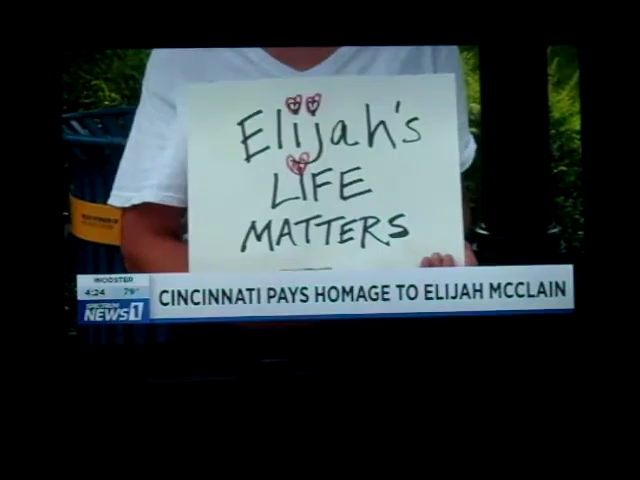 Elijah's
LIFE
MATTERS
WOOSTER
4:24 79°
SPECTRUM
NEWS 1
CINCINNATI PAYS HOMAGE TO ELIJAH MCCLAIN